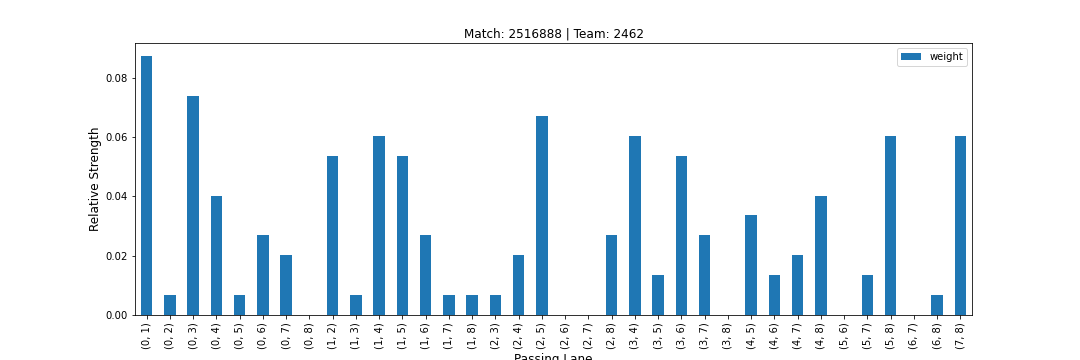 Match: 2516888 | Team: 2462
weight
Relative Strength
0.08
0.06
0.04
0.02
0.00
(0, 1) (0, 2) (0, 3) (0, 4) (0, 5) (0, 6) (0, 7) (0, 8) (1, 2) (1, 3) (1, 4) (1, 5) (1, 6) (1, 7) (1, 8) (2, 3) (2, 4) (2, 5) (2, 6) (2, 7) (2, 8) (3, 4) (3, 5) (3, 6) (3, 7) (3, 8) (4, 5) (4, 6) (4, 7) (4, 8) (5, 6) (5, 7) (5, 8) (6, 7) (6, 8) (7, 8)
Passing Lane